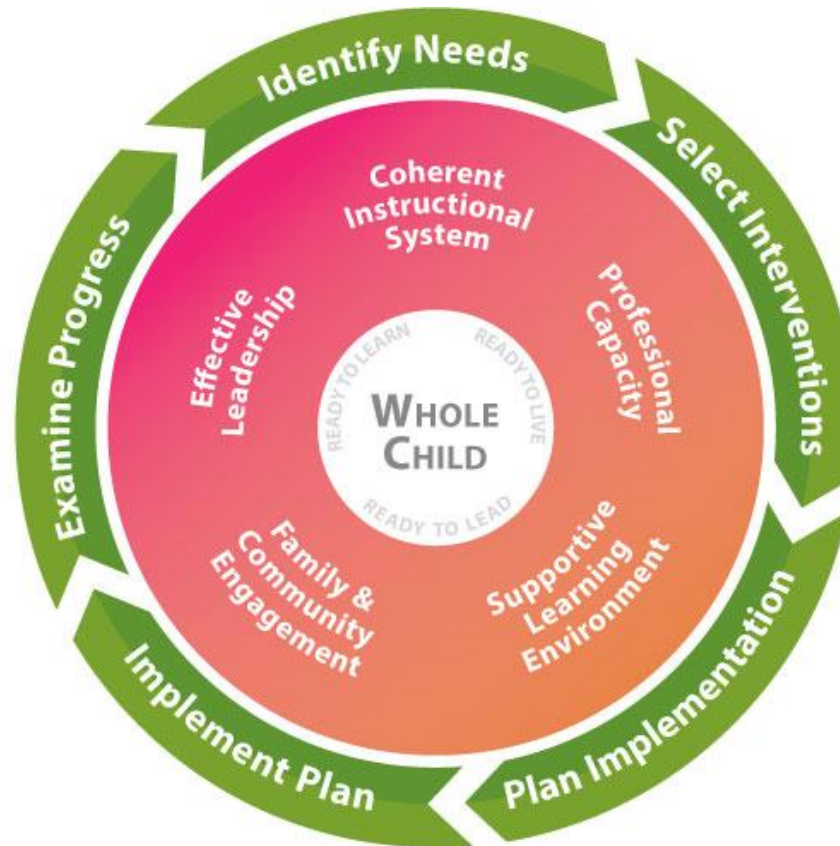 Identify Needs
Select Interventions
Plan Implementation
Implement Plan
Examine Progress
Coherent
Instructional
System
Professional
Capacity
Supportive
Learning
Environment
Family &
Community
Engagement
Effective
Leadership
READY TO LEARN
READY TO LIVE
READY TO LEAD
WHOLE
CHILD